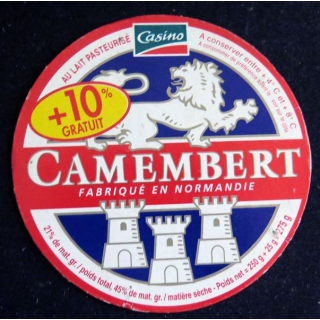 Casino
AU LAIT PASTEURISÉ
A conserver entre + 4°C et + 8°C
+10%
GRATUIT
CAMEMBERT
FABRIQUÉ EN NORMANDIE
21% de mat. gr. / poids total. 45% de mat. gr. / matière sèche - Poids net = 250 g + 25 g / 275 g